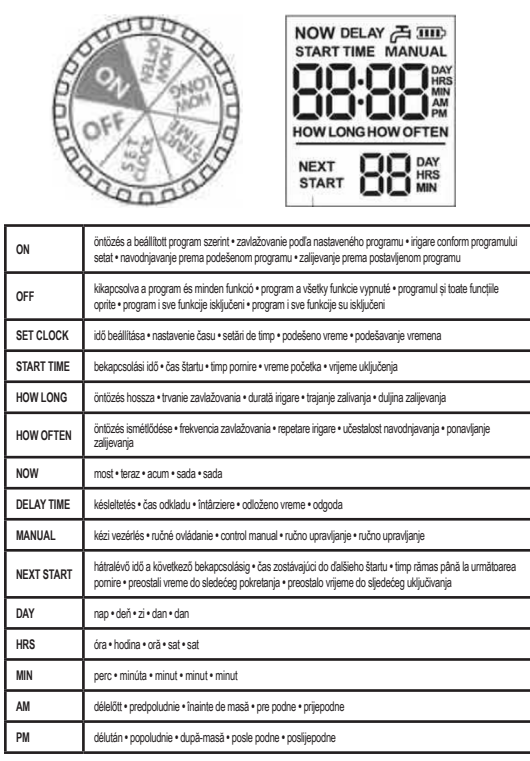 ON
OFF
SET CLOCK
START TIME
HOW LONG
HOW OFTEN
NOW DELAY
START TIME MANUAL
88:88 DAY HRS MIN AM PM
HOW LONG HOW OFTEN
NEXT START 88 DAY HRS MIN
ON
öntözés a beállított program szerint • zavlažovanie podľa nastaveného programu • irigare conform programului
setat • navodnjavanje prema podešenom programu • zalijevanje prema postavljenom programu
OFF
kikapcsolva a program és minden funkció • program a všetky funkcie vypnuté • programul și toate funcțiile
oprite • program i sve funkcije isključeni • program i sve funkcije su isključeni
SET CLOCK
idő beállítása • nastavenie času • setări de timp • podešeno vreme • podešavanje vremena
START TIME
bekapcsolási idő • čas štartu • timp pornire • vreme početka • vrijeme uključenja
HOW LONG
öntözés hossza • trvanie zavlažovania • durată irigare • trajanje zalivanja • duljina zalijevanja
HOW OFTEN
öntözés ismétlődése • frekvencia zavlažovania • repetare irigare • učestalost navodnjavanja • ponavljanje
zalijevanja
NOW
most • teraz • acum • sada • sada
DELAY TIME
késleltetés • čas odkladu • întârziere • odloženo vreme • odgoda
MANUAL
kézi vezérlés • ručné ovládanie • control manual • ručno upravljanje • ručno upravljanje
NEXT START
hátralévő idő a következő bekapcsolásig • čas zostávajúci do ďalšieho štartu • timp rămas până la următoarea
pornire • preostali vreme do sledećeg pokretanja • preostalo vrijeme do sljedećeg uključivanja
DAY
nap • deň • zi • dan • dan
HRS
óra • hodina • oră • sat • sat
MIN
perc • minúta • minut • minut • minut
AM
délelőtt • predpoludnie • înainte de masă • pre podne • prijepodne
PM
délután • popoludnie • după-masă • posle podne • poslijepodne